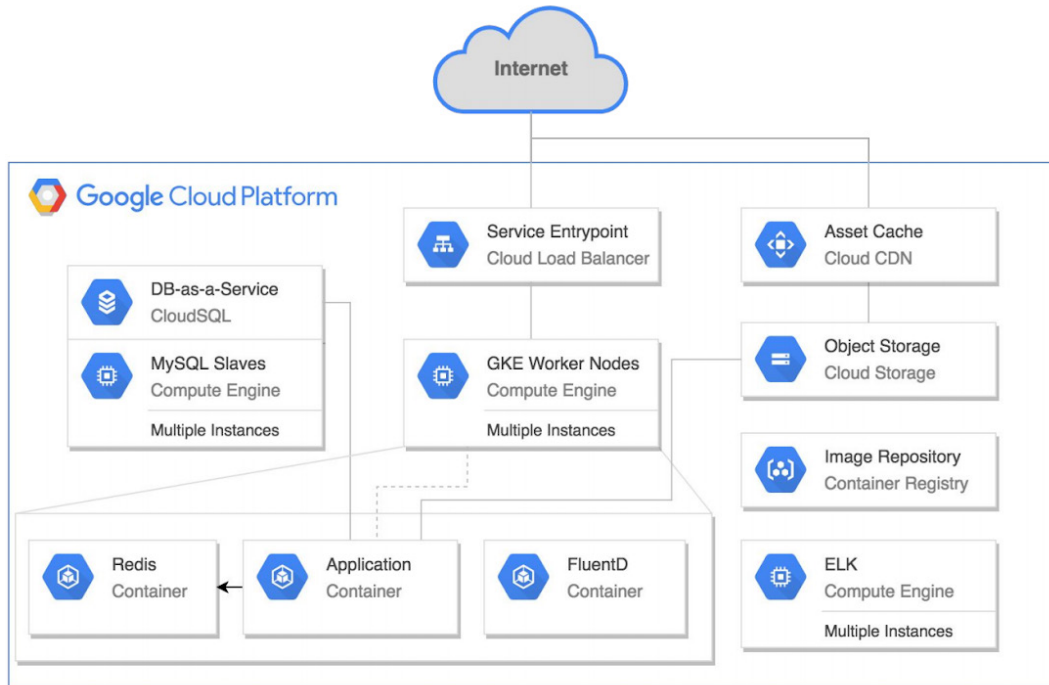 Internet
Google Cloud Platform
Service Entrypoint
Cloud Load Balancer
Asset Cache
Cloud CDN
DB-as-a-Service
CloudSQL
MySQL Slaves
Compute Engine
Multiple Instances
GKE Worker Nodes
Compute Engine
Multiple Instances
Object Storage
Cloud Storage
Image Repository
Container Registry
Redis
Container
Application
Container
FluentD
Container
ELK
Compute Engine
Multiple Instances